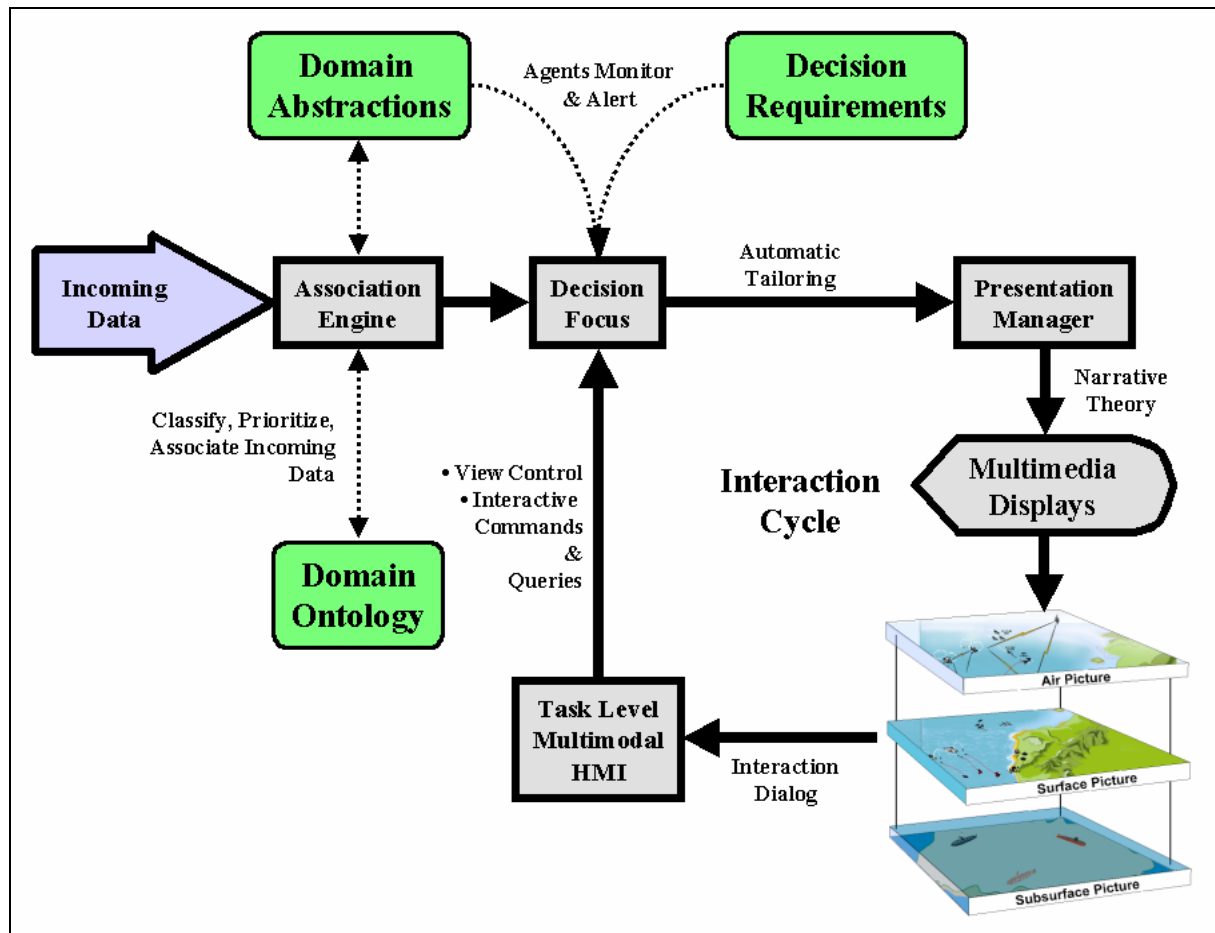 Domain
Abstractions
Agents Monitor
& Alert
Decision
Requirements
Incoming
Data
Association
Engine
Decision
Focus
Automatic
Tailoring
Presentation
Manager
Classify, Prioritize,
Associate Incoming
Data
Narrative
Theory
• View Control
• Interactive
Commands
&
Queries
Interaction
Cycle
Multimedia
Displays
Domain
Ontology
Task Level
Multimodal
HMI
Interaction
Dialog
Air Picture
Surface Picture
Subsurface Picture